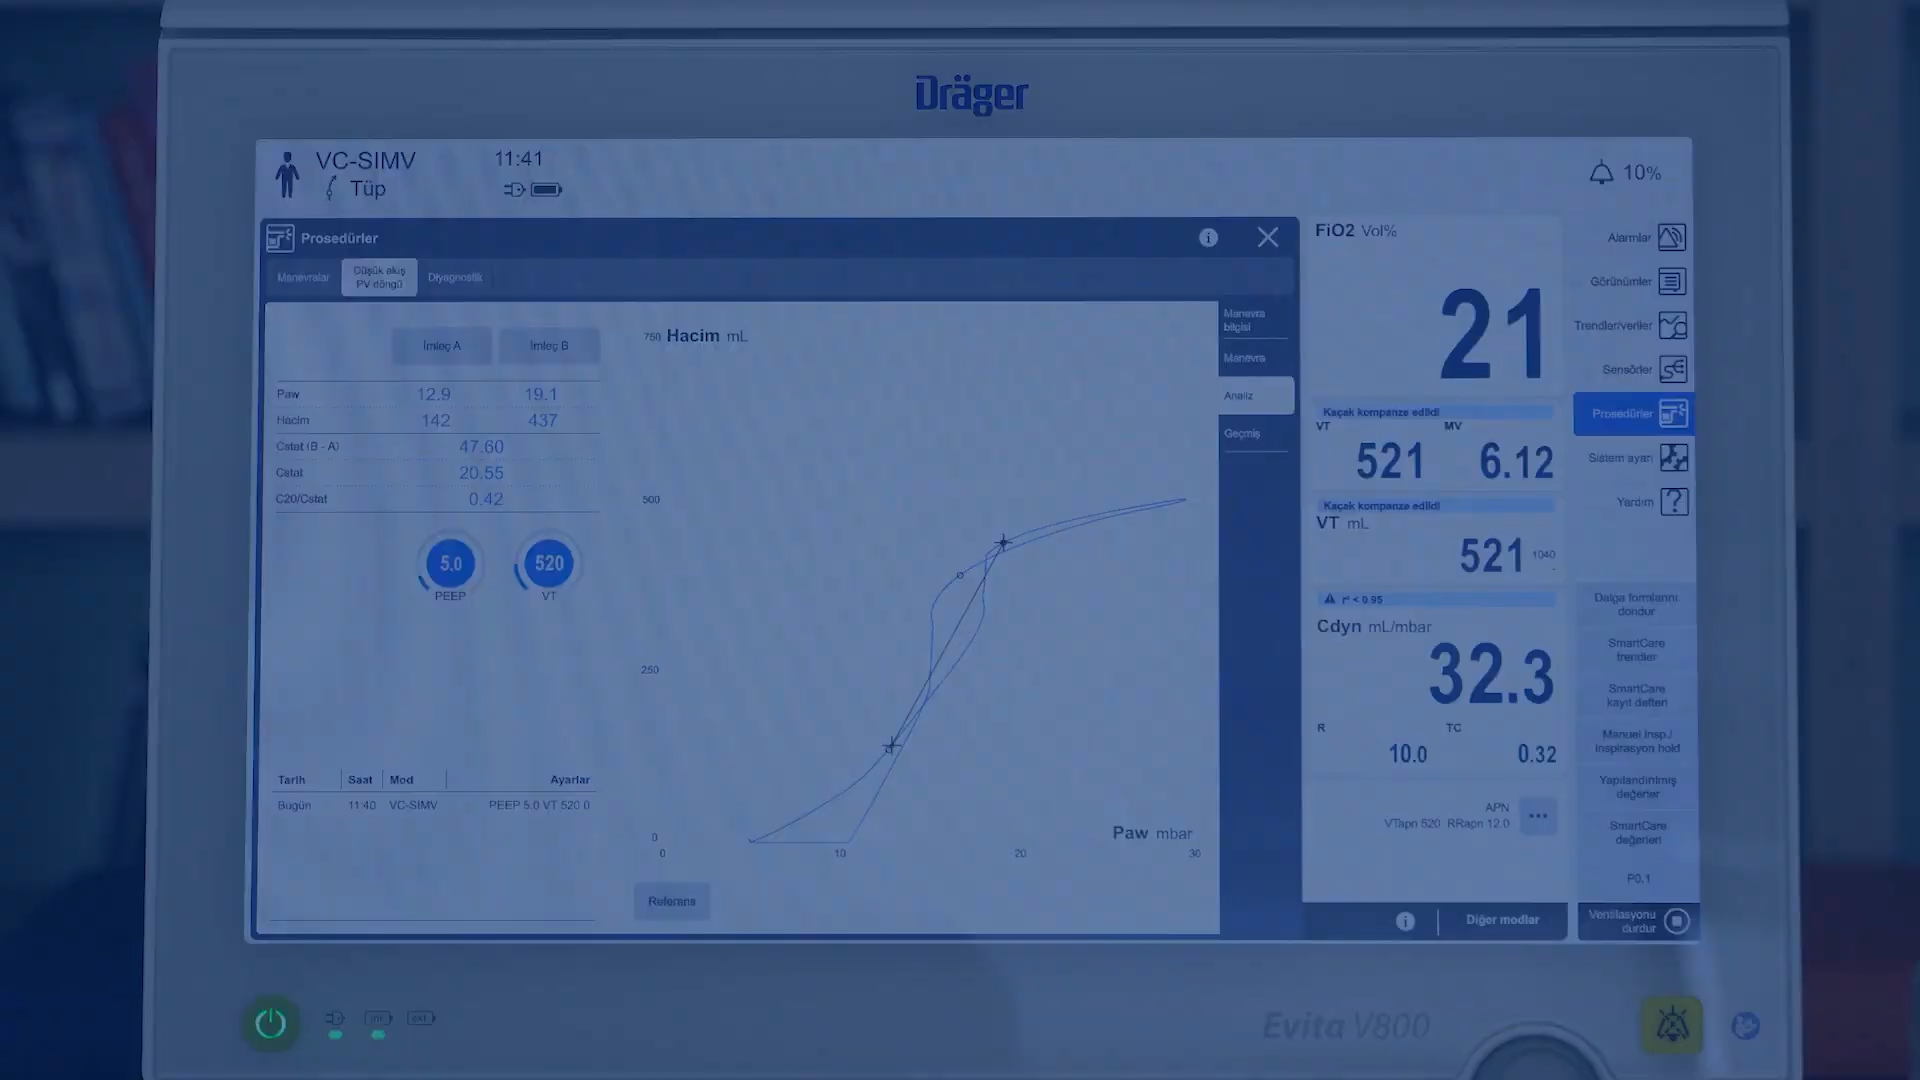 Dräger
VC-SIMV
Tüp
11:41
10%
Prosedürler
i
Manevralar
Düşük akış
PV döngü
Diyagnostik
İmleç A
İmleç B
Paw 12.9 19.1
Hacim 142 437
Cstat (B - A) 47.60
Cstat 20.55
C20/Cstat 0.42
5.0
PEEP
520
VT
Tarih Saat Mod Ayarlar
Bugün 11:40 VC-SIMV PEEP 5.0 VT 520 0
750 Hacim mL
500
250
0
0 10 20 30
Paw mbar
Referans
Manevra
bilgisi
Manevra
Analiz
Geçmiş
FiO2 Vol%
21
Kaçak kompanze edildi
VT MV
521 6.12
Kaçak kompanze edildi
VT mL
521 1040
r² < 0.95
Cdyn mL/mbar
32.3
R TC
10.0 0.32
APN
VTapn 520 RRapn 12.0
...
i
Diğer modlar
Alarmlar
Görünümler
Trendler/veriler
Sensörler
Prosedürler
Sistem ayarı
Yardım ?
Dalga formlarını
dondur
SmartCare
trendler
SmartCare
kayıt defteri
Manuel insp./
inspirasyon hold
Yapılandırılmış
değerler
SmartCare
değerleri
P0.1
Ventilasyonu
durdur
INT
EXT
Evita V800